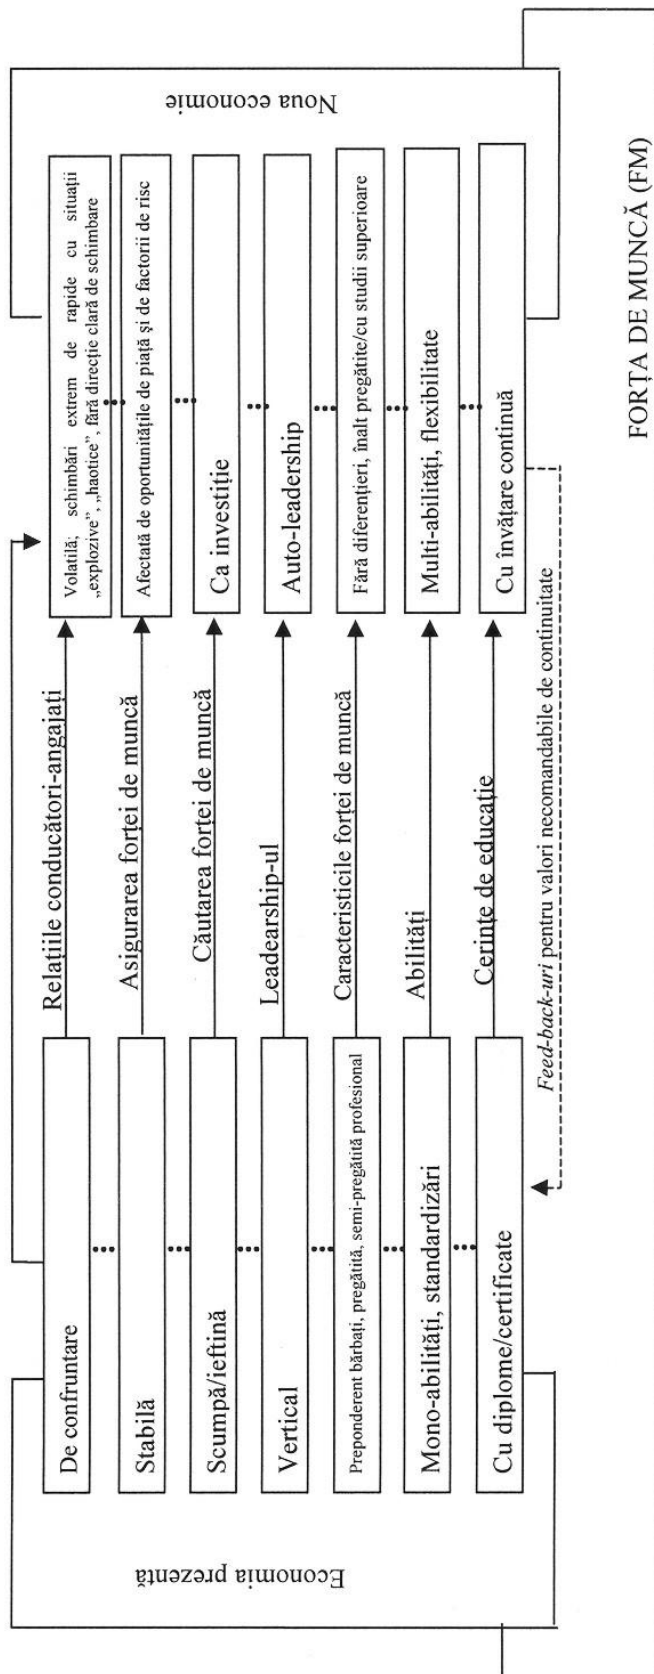 Economia prezentă
De confruntare
Stabilă
Scumpă/ieftină
Vertical
Preponderent bărbați, pregătită, semi-pregătită profesional
Mono-abilități, standardizări
Cu diplome/certificate
Relațiile conducători-angajați
Asigurarea forței de muncă
Căutarea forței de muncă
Leadearship-ul
Caracteristicile forței de muncă
Abilități
Cerințe de educație
Feed-back-uri pentru valori necomandabile de continuitate
Volatilă; schimbări extrem de rapide cu situații
„explozive”, „haotice”, fără direcție clară de schimbare
Afectată de oportunitățile de piață și de factorii de risc
Ca investiție
Auto-leadership
Fără diferențieri, înalt pregătite/cu studii superioare
Multi-abilități, flexibilitate
Cu învățare continuă
Noua economie
FORȚA DE MUNCĂ (FM)